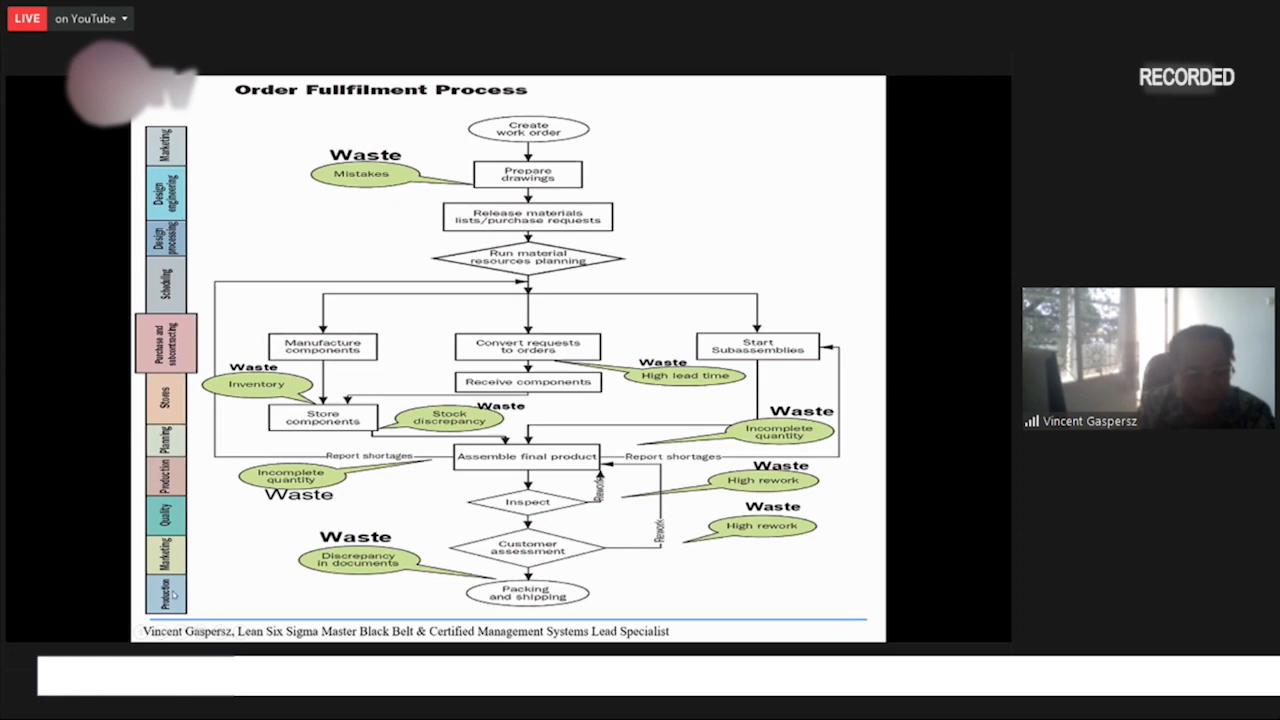 LIVE on YouTube
RECORDED
Order Fullfilment Process
Create
work order
Waste
Mistakes
Prepare
drawings
Release materials
lists/purchase requests
Run material
resources planning
Manufacture
components
Convert requests
to orders
Start
Subassemblies
Waste
High lead time
Waste
Inventory
Receive components
Store
components
Waste
Stock
discrepancy
Waste
Incomplete
quantity
Report shortages
Assemble final product
Report shortages
Incomplete
quantity
Waste
Waste
High rework
Rework
Inspect
Waste
High rework
Rework
Customer
assessment
Waste
Discrepancy
in documents
Packing
and shipping
Marketing
Design
engineering
Design
processing
Scheduling
Purchase and
subcontracting
Stores
Planning
Production
Quality
Marketing
Production
Vincent Gaspersz, Lean Six Sigma Master Black Belt & Certified Management Systems Lead Specialist
Vincent Gaspersz